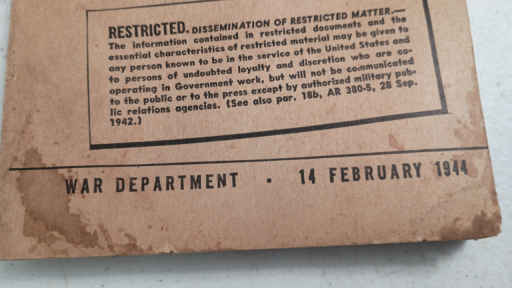 RESTRICTED. DISSEMINATION OF RESTRICTED MATTER.—
The information contained in restricted documents and the
essential characteristics of restricted material may be given to
any person known to be in the service of the United States and
to persons of undoubted loyalty and discretion who are co-
operating in Government work, but will not be communicated
to the public or to the press except by authorized military pub-
lic relations agencies. (See also par. 18b, AR 380-5, 28 Sep.
1942.)
WAR DEPARTMENT • 14 FEBRUARY 1944